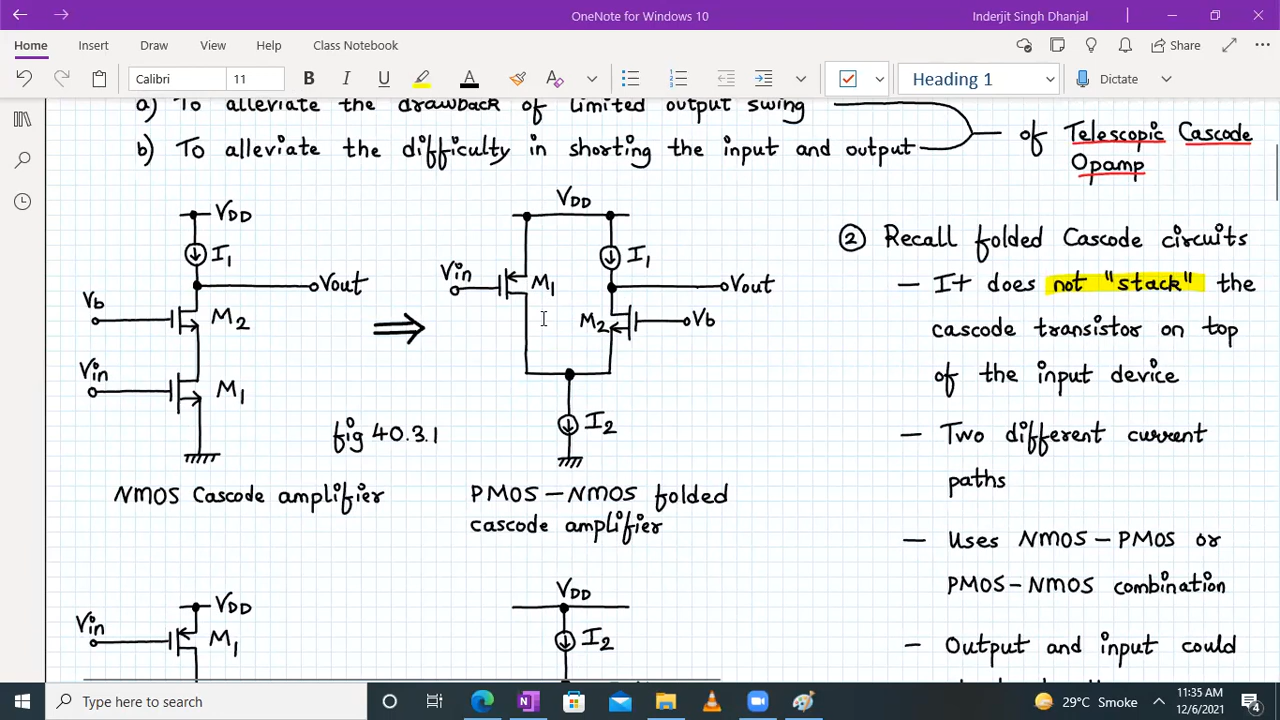 OneNote for Windows 10
Inderjit Singh Dhanjal
Home Insert Draw View Help Class Notebook
Share
Calibri 11 B I U A Heading 1 Dictate
a) To alleviate the drawback of limited output swing
b) To alleviate the difficulty in shorting the input and output
of Telescopic Cascode
Opamp
VDD
I1
Vout
Vb
M2
Vin
M1
NMOS Cascode amplifier
fig 40.3.1
VDD
Vin
M1
I1
Vout
M2
Vb
I2
PMOS - NMOS folded
cascode amplifier
② Recall folded Cascode circuits
- It does not "stack" the
cascode transistor on top
of the input device
- Two different current
paths
- Uses NMOS - PMOS or
PMOS - NMOS combination
- Output and input could
VDD
Vin
M1
VDD
I2
Type here to search
29°C Smoke
11:35 AM
12/6/2021
4